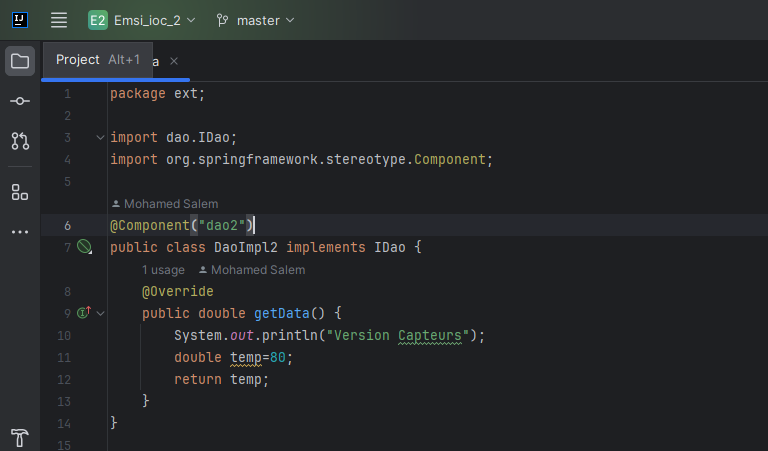 IJ
E2 Emsi_ioc_2 master
Project Alt+1 a ×
1 package ext;
2
3 import dao.IDao;
4 import org.springframework.stereotype.Component;
5
Mohamed Salem
6 @Component("dao2")
7 public class DaoImpl2 implements IDao {
1 usage Mohamed Salem
8 @Override
9 public double getData() {
10 System.out.println("Version Capteurs");
11 double temp=80;
12 return temp;
13 }
14 }
15